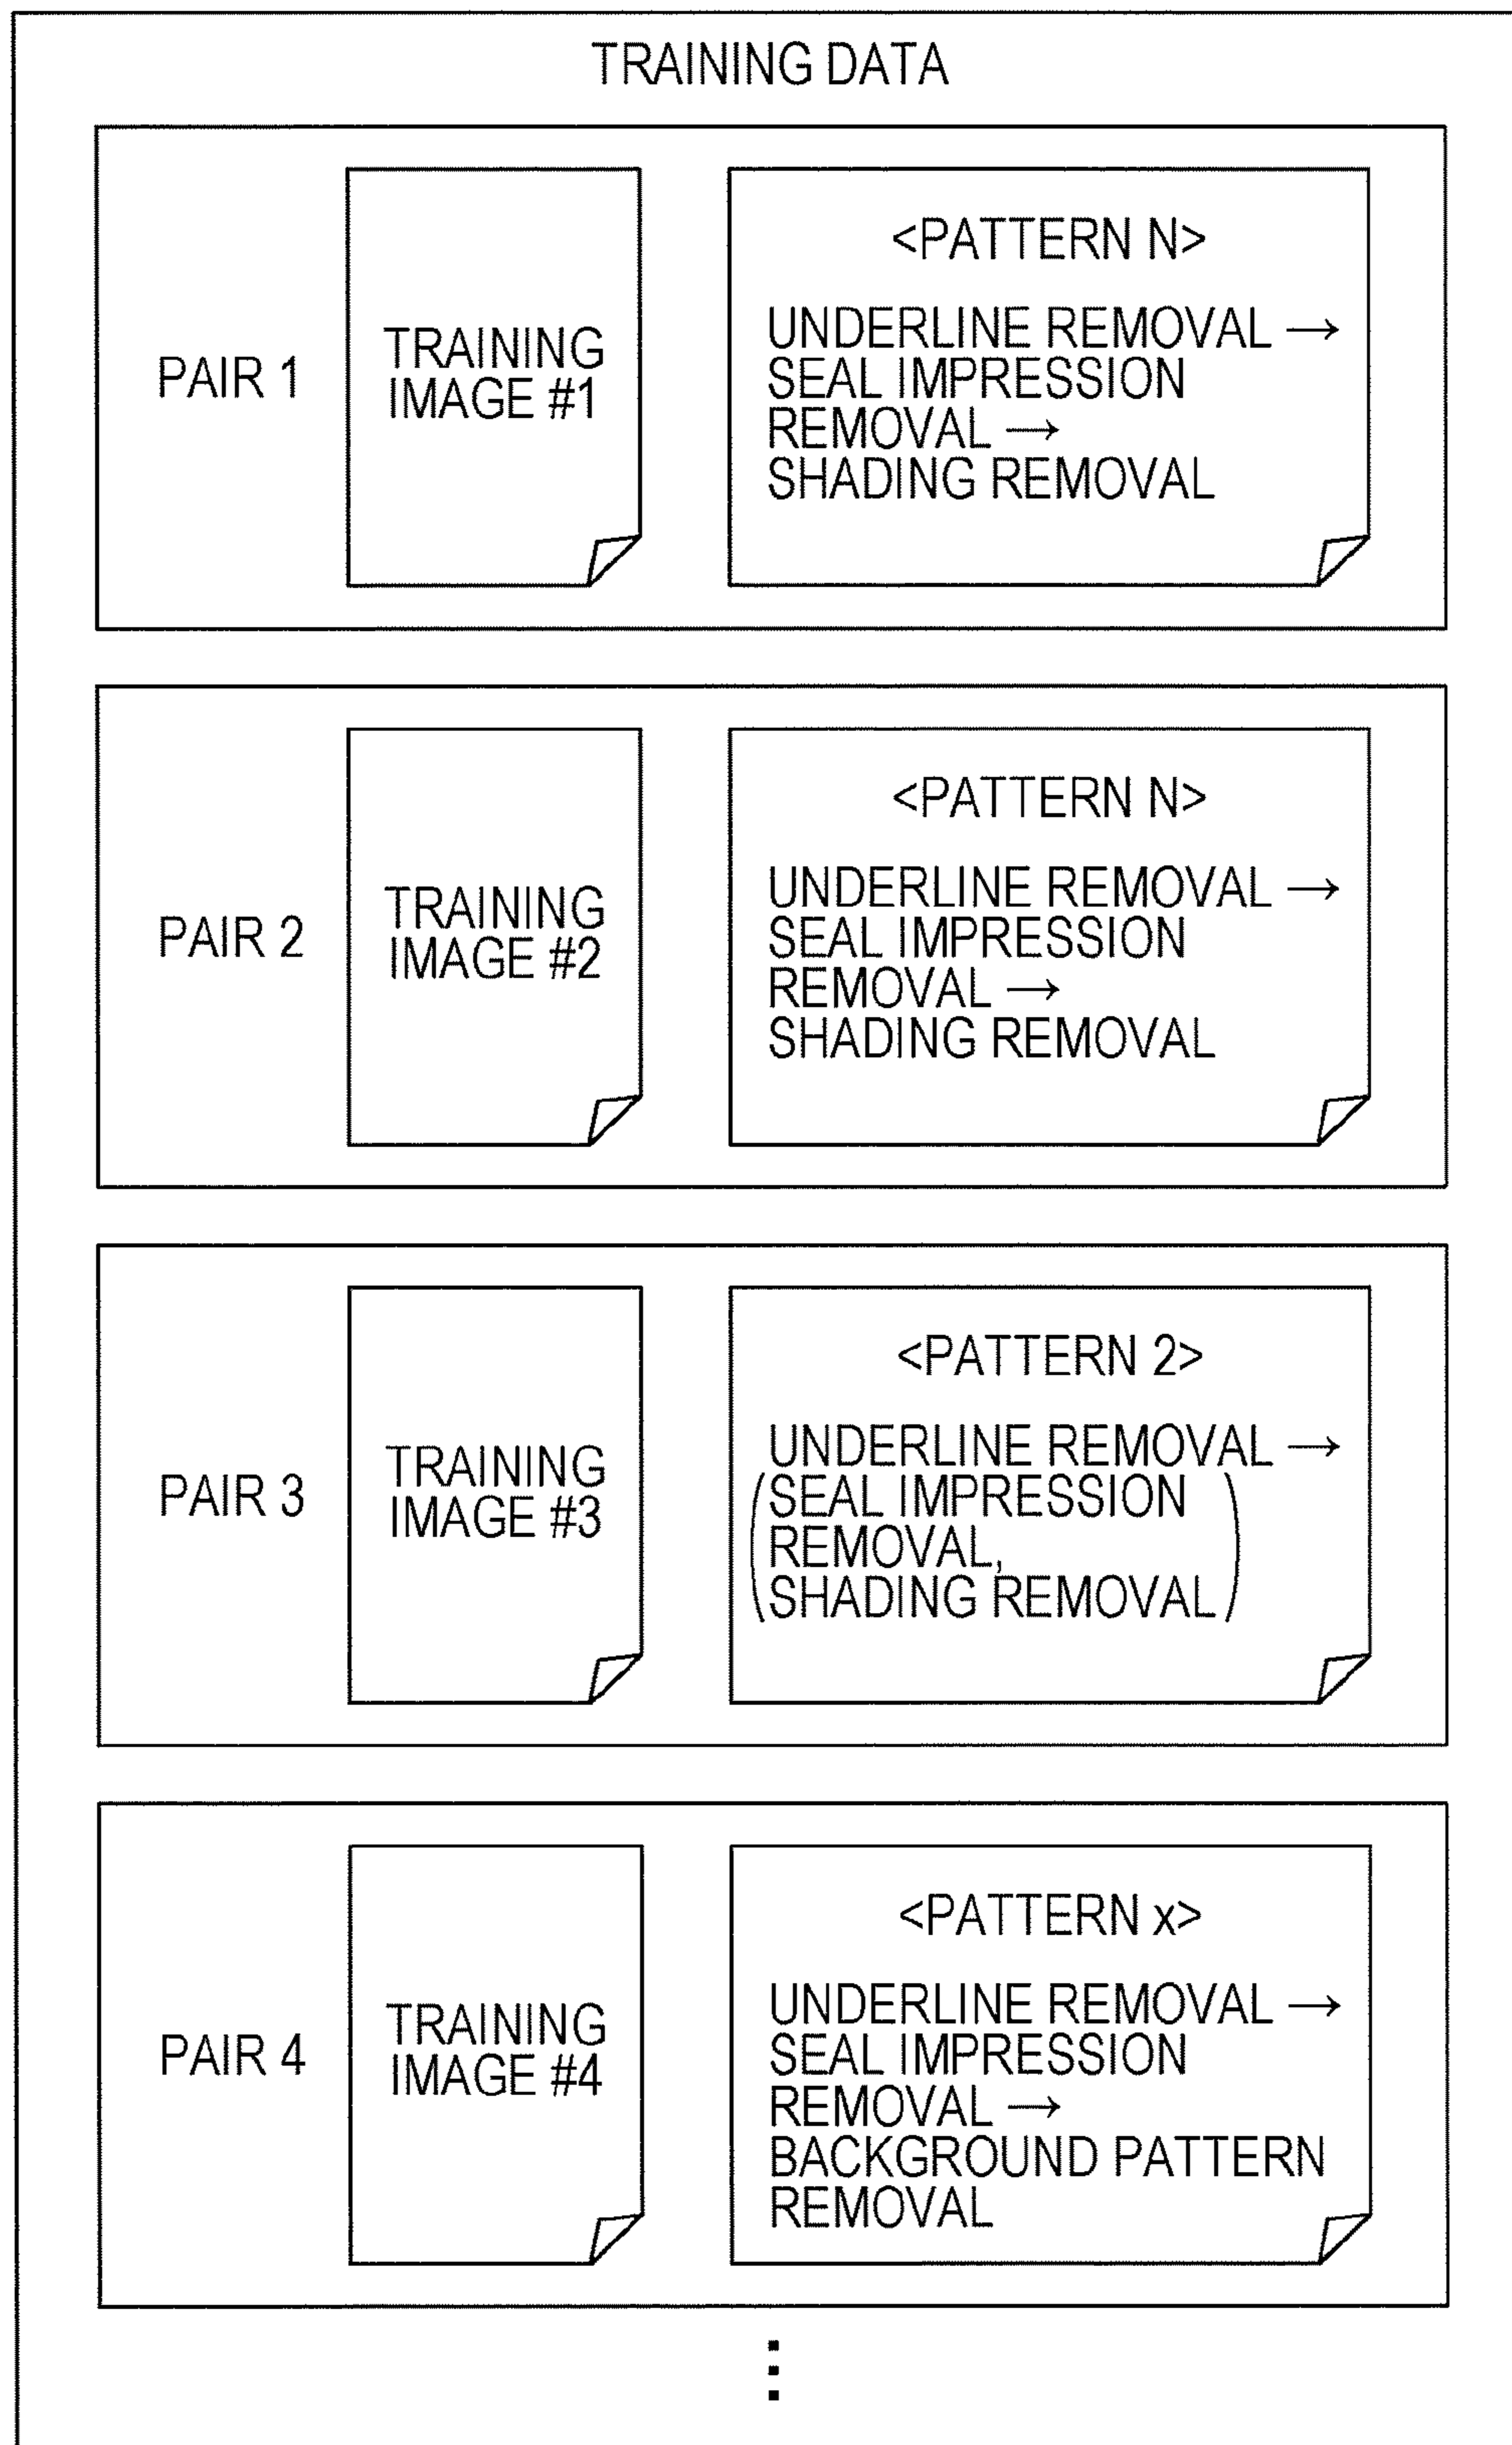 TRAINING DATA
PAIR 1
TRAINING
IMAGE #1
<PATTERN N>
UNDERLINE REMOVAL →
SEAL IMPRESSION
REMOVAL →
SHADING REMOVAL
PAIR 2
TRAINING
IMAGE #2
<PATTERN N>
UNDERLINE REMOVAL →
SEAL IMPRESSION
REMOVAL →
SHADING REMOVAL
PAIR 3
TRAINING
IMAGE #3
<PATTERN 2>
UNDERLINE REMOVAL →
(SEAL IMPRESSION
REMOVAL,
SHADING REMOVAL)
PAIR 4
TRAINING
IMAGE #4
<PATTERN x>
UNDERLINE REMOVAL →
SEAL IMPRESSION
REMOVAL →
BACKGROUND PATTERN
REMOVAL